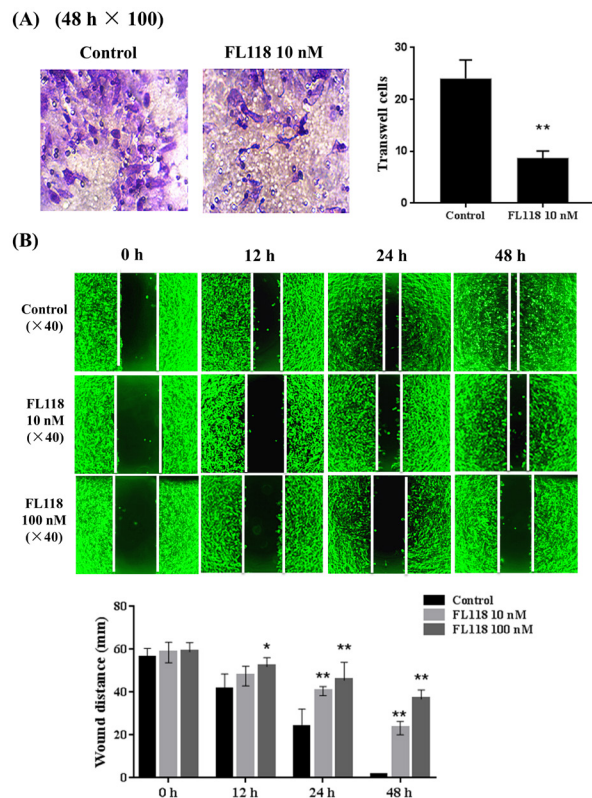 (A) (48 h × 100)
Control
FL118 10 nM
30
20
10
0
Transwell cells
**
Control
FL118 10 nM
(B)
0 h
12 h
24 h
48 h
Control
(×40)
FL118
10 nM
(×40)
FL118
100 nM
(×40)
Control
FL118 10 nM
FL118 100 nM
Wound distance (mm)
80
60
40
20
0
*
**
**
**
**
0 h
12 h
24 h
48 h